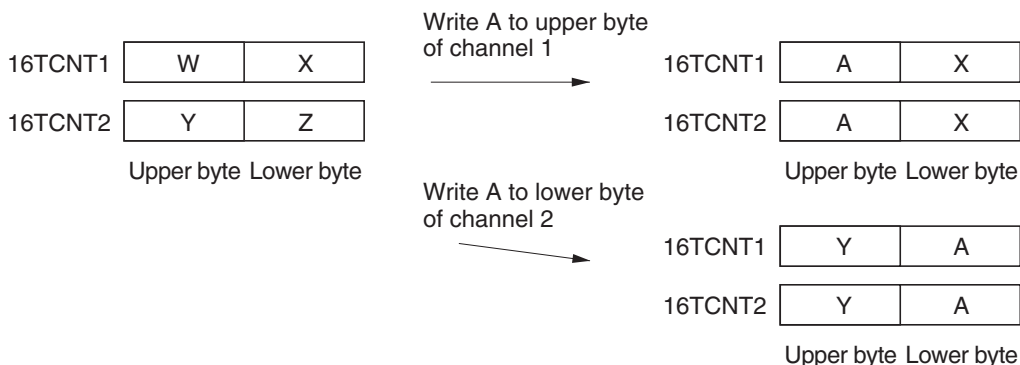 Write A to upper byte
of channel 1
16TCNT1 W X
16TCNT2 Y Z
Upper byte Lower byte
16TCNT1 A X
16TCNT2 A X
Upper byte Lower byte
Write A to lower byte
of channel 2
16TCNT1 Y A
16TCNT2 Y A
Upper byte Lower byte